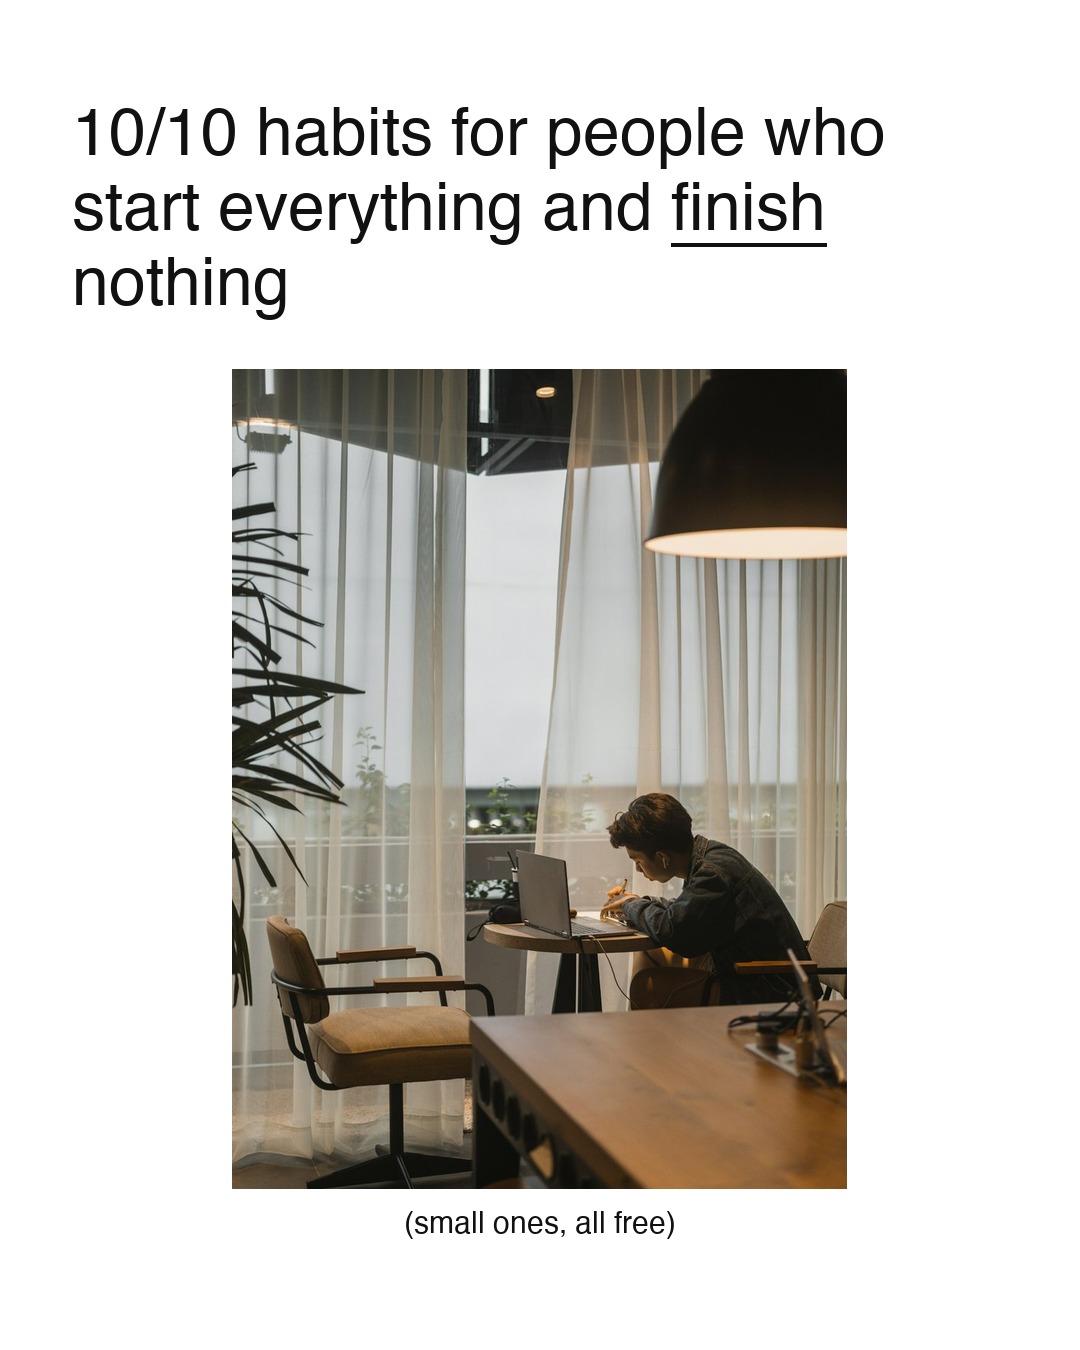 10/10 habits for people who
start everything and finish
nothing
(small ones, all free)